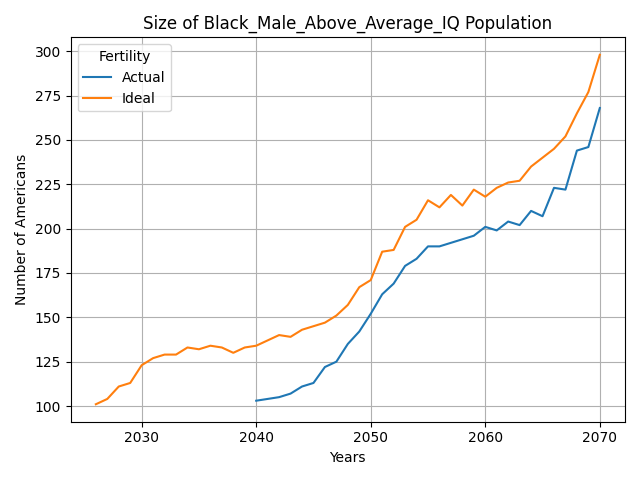 Size of Black_Male_Above_Average_IQ Population
Fertility
Actual
Ideal
Number of Americans
300
275
250
225
200
175
150
125
100
2030
2040
2050
2060
2070
Years